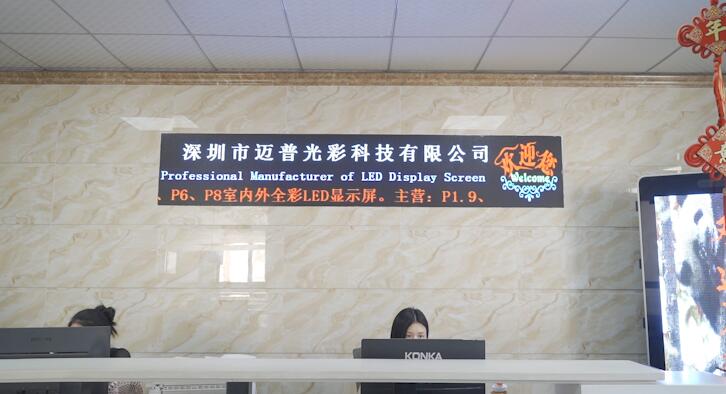 深圳市迈普光彩科技有限公司
Professional Manufacturer of LED Display Screen
、P6、P8室内外全彩LED显示屏。主营：P1.9、
欢迎您
Welcome
KONKA
年